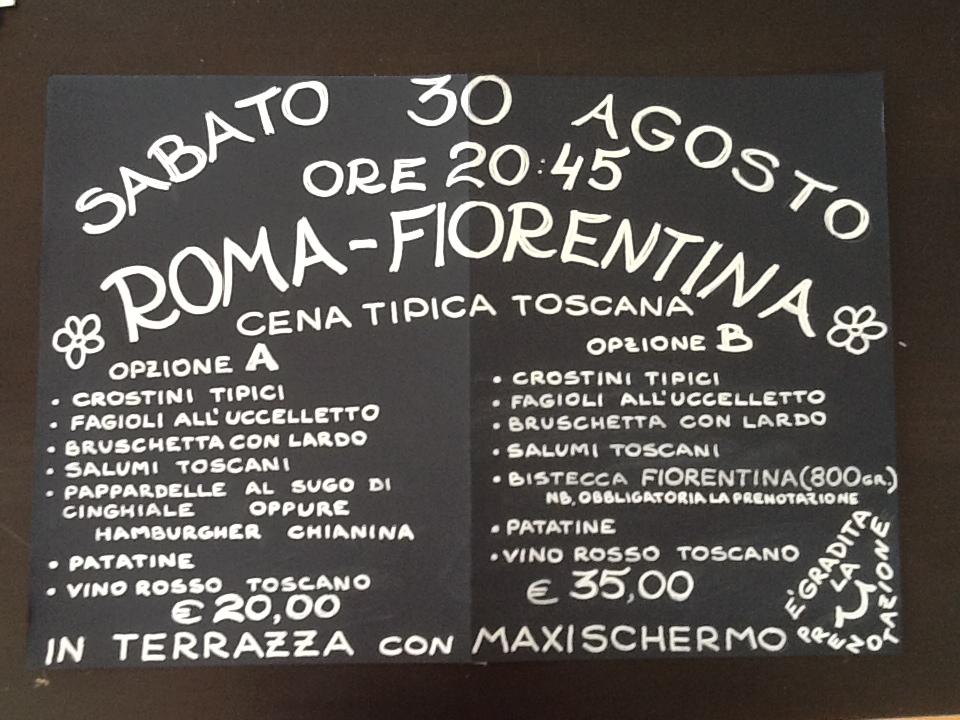 SABATO 30 AGOSTO
ORE 20:45
ROMA-FIORENTINA
CENA TIPICA TOSCANA
OPZIONE A
• CROSTINI TIPICI
• FAGIOLI ALL'UCCELLETTO
• BRUSCHETTA CON LARDO
• SALUMI TOSCANI
• PAPPARDELLE AL SUGO DI
CINGHIALE OPPURE
HAMBURGHER CHIANINA
• PATATINE
• VINO ROSSO TOSCANO
€ 20,00
OPZIONE B
• CROSTINI TIPICI
• FAGIOLI ALL'UCCELLETTO
• BRUSCHETTA CON LARDO
• SALUMI TOSCANI
• BISTECCA FIORENTINA (800GR.)
NB, OBBLIGATORIA LA PRENOTAZIONE
• PATATINE
• VINO ROSSO TOSCANO
€ 35,00
E' GRADITA
LA
PRENOTAZIONE
IN TERRAZZA CON MAXISCHERMO